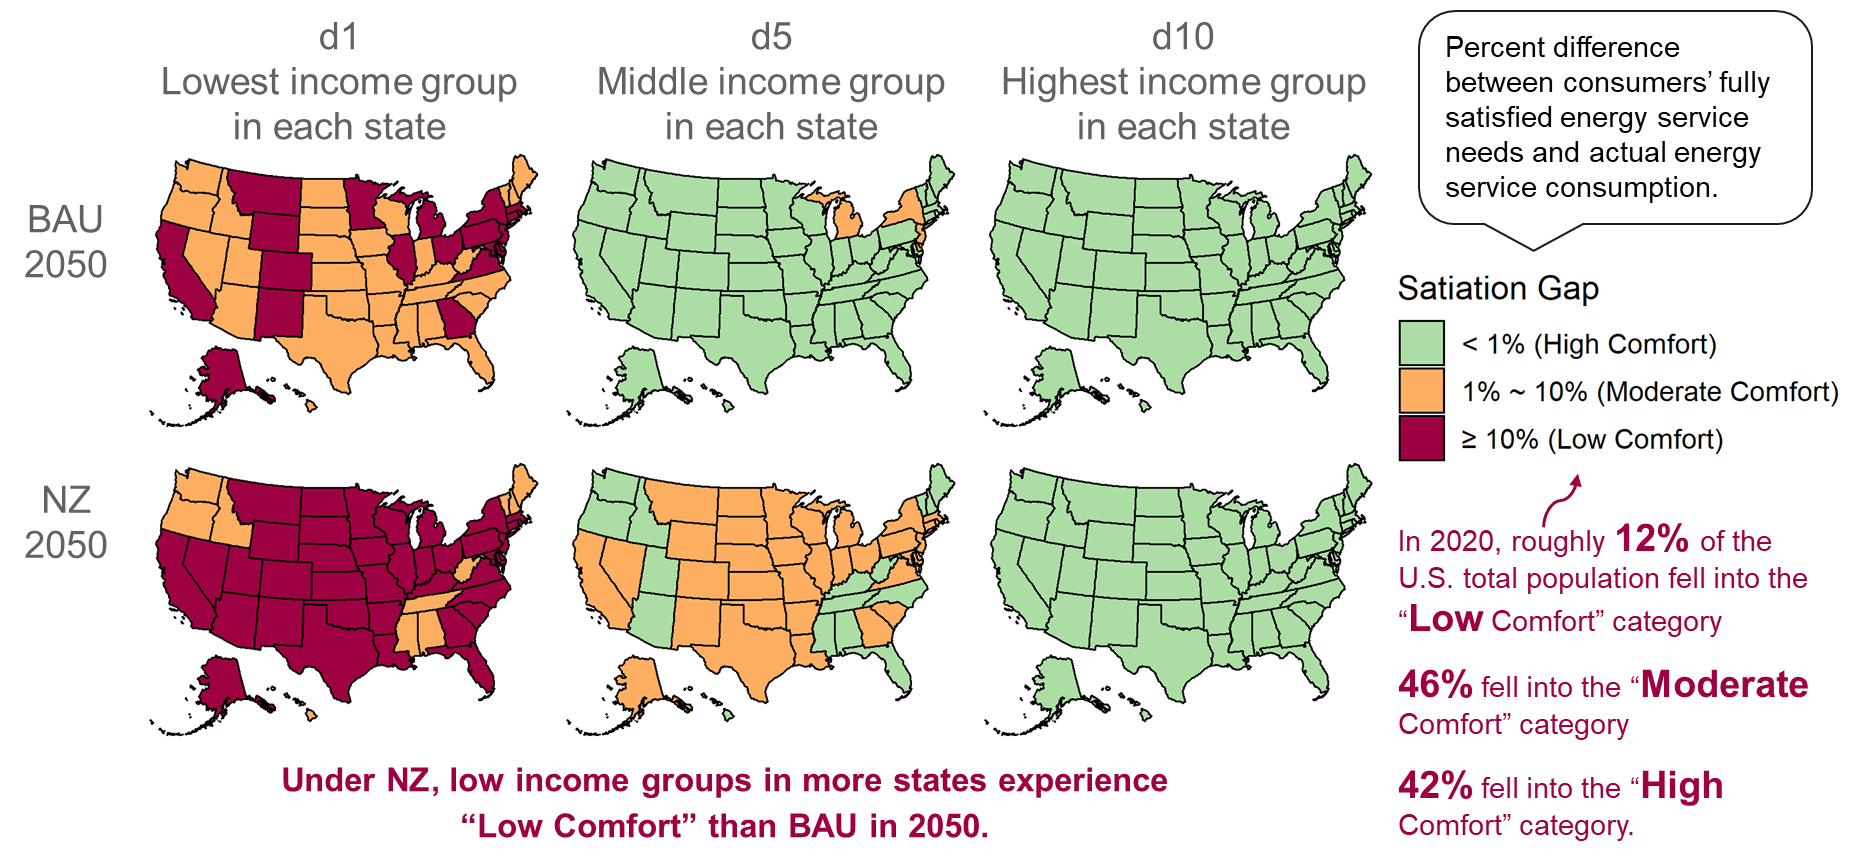 d1
Lowest income group
in each state
d5
Middle income group
in each state
d10
Highest income group
in each state
BAU
2050
NZ
2050
Percent difference
between consumers’ fully
satisfied energy service
needs and actual energy
service consumption.
Satiation Gap
< 1% (High Comfort)
1% ~ 10% (Moderate Comfort)
≥ 10% (Low Comfort)
In 2020, roughly 12% of the
U.S. total population fell into the
“Low Comfort” category
46% fell into the “Moderate
Comfort” category
42% fell into the “High
Comfort” category.
Under NZ, low income groups in more states experience
“Low Comfort” than BAU in 2050.